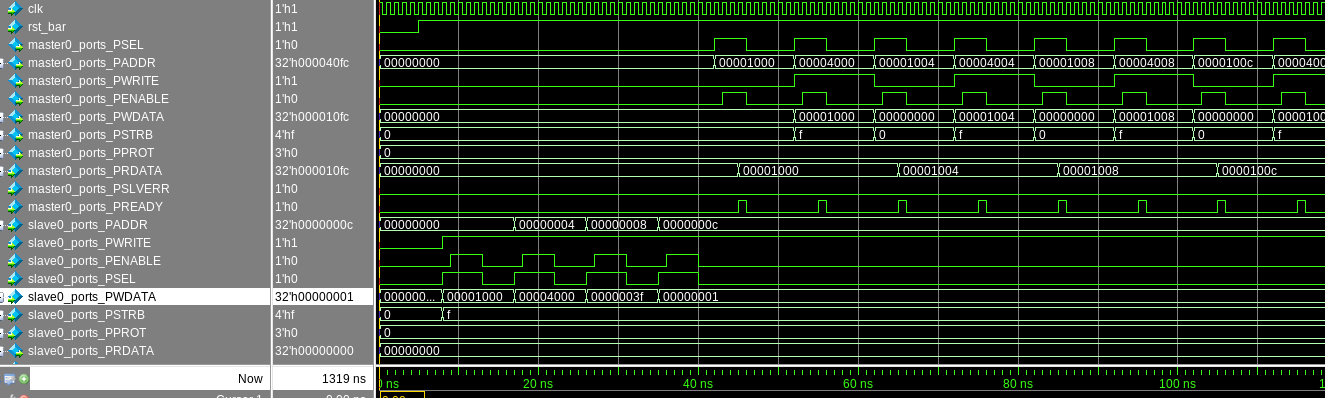 clk 1'h1
rst_bar 1'h1
master0_ports_PSEL 1'h0
master0_ports_PADDR 32'h000040fc 00000000 00001000 00004000 00001004 00004004 00001008 00004008 0000100c 0000400
master0_ports_PWRITE 1'h1
master0_ports_PENABLE 1'h0
master0_ports_PWDATA 32'h000010fc 00000000 00001000 00000000 00001004 00000000 00001008 00000000 0000100
master0_ports_PSTRB 4'hf 0 f 0 f 0 f 0 f
master0_ports_PPROT 3'h0 0
master0_ports_PRDATA 32'h000010fc 00000000 00001000 00001004 00001008 0000100c
master0_ports_PSLVERR 1'h0
master0_ports_PREADY 1'h0
slave0_ports_PADDR 32'h0000000c 00000000 00000004 00000008 0000000c
slave0_ports_PWRITE 1'h1
slave0_ports_PENABLE 1'h0
slave0_ports_PSEL 1'h0
slave0_ports_PWDATA 32'h00000001 000000... 00001000 00004000 0000003f 00000001
slave0_ports_PSTRB 4'hf 0 f
slave0_ports_PPROT 3'h0 0
slave0_ports_PRDATA 32'h00000000 00000000
Now 1319 ns ns 20 ns 40 ns 60 ns 80 ns 100 ns 1